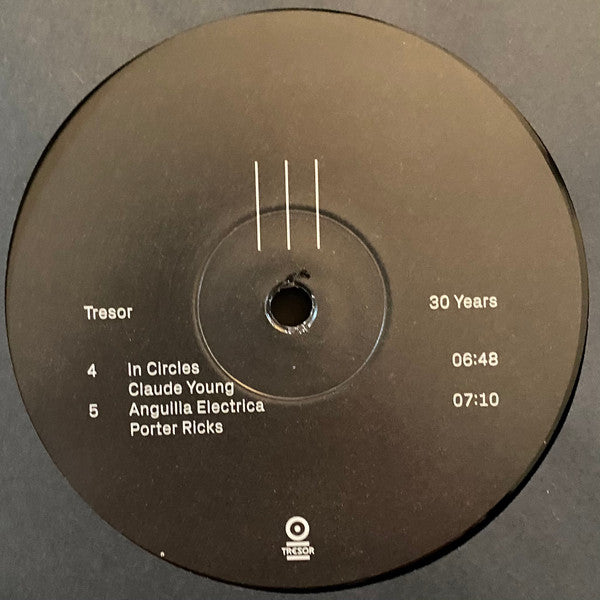 Tresor 30 Years
4 In Circles 06:48
Claude Young
5 Anguilla Electrica 07:10
Porter Ricks
TRESOR